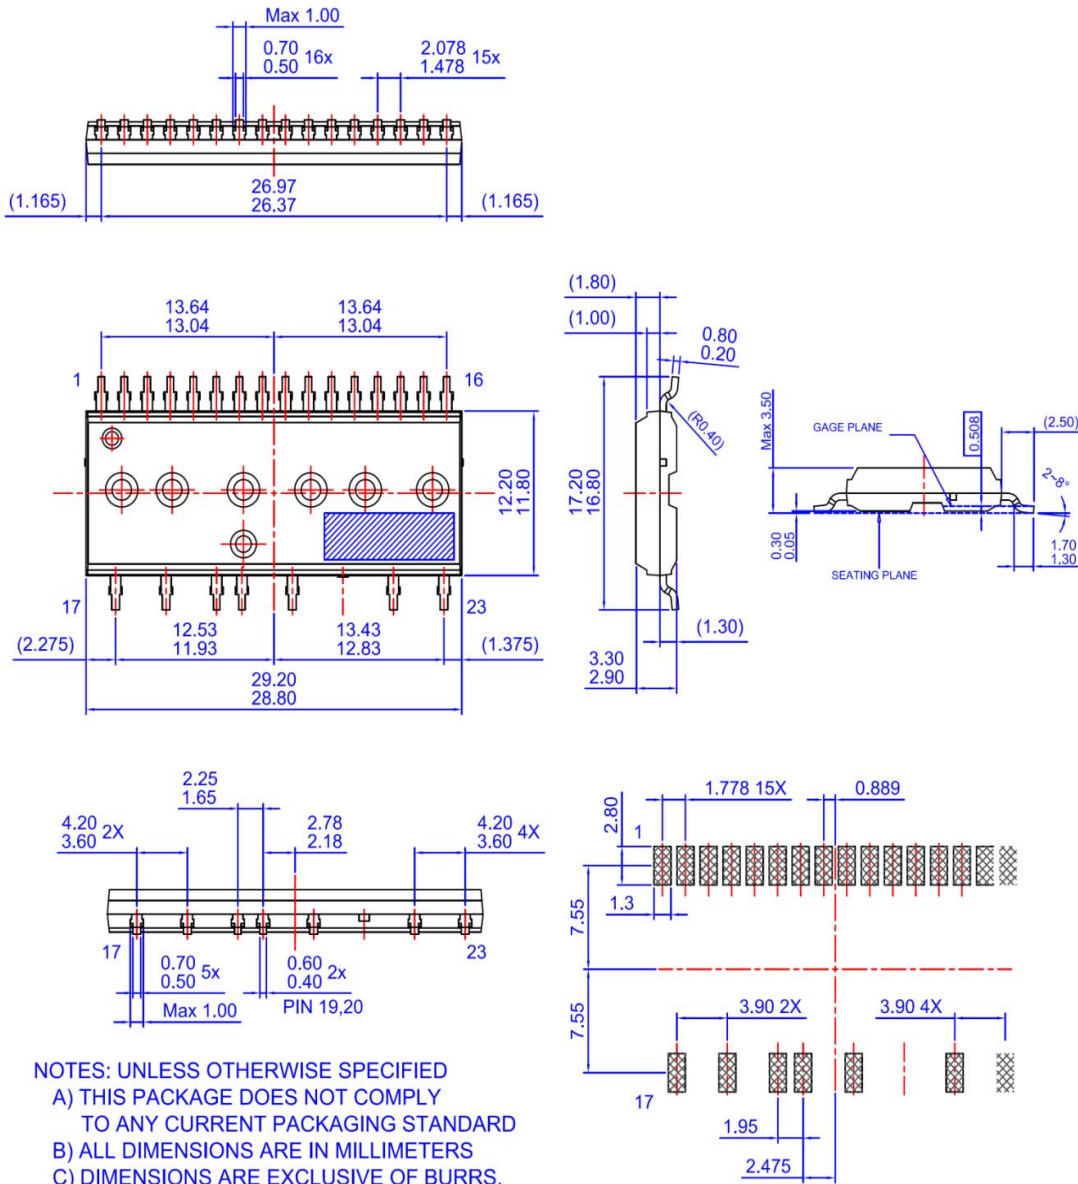 Max 1.00
0.70
0.50 16x
2.078
1.478 15x
26.97
26.37
(1.165)
(1.165)
13.64
13.04
13.64
13.04
1
16
12.20
11.80
17
23
12.53
11.93
13.43
12.83
(2.275)
(1.375)
29.20
28.80
(1.80)
(1.00)
0.80
0.20
(R0.40)
17.20
16.80
(1.30)
3.30
2.90
Max 3.50
GAGE PLANE
0.508
(2.50)
2~8°
0.30
0.05
1.70
1.30
SEATING PLANE
2.25
1.65
4.20
3.60 2X
2.78
2.18
4.20
3.60 4X
17
23
0.70
0.50 5x
0.60
0.40 2x
Max 1.00
PIN 19,20
1.778 15X
0.889
2.80
1
1.3
7.55
7.55
3.90 2X
3.90 4X
17
1.95
2.475
NOTES: UNLESS OTHERWISE SPECIFIED
A) THIS PACKAGE DOES NOT COMPLY
TO ANY CURRENT PACKAGING STANDARD
B) ALL DIMENSIONS ARE IN MILLIMETERS
C) DIMENSIONS ARE EXCLUSIVE OF BURRS,